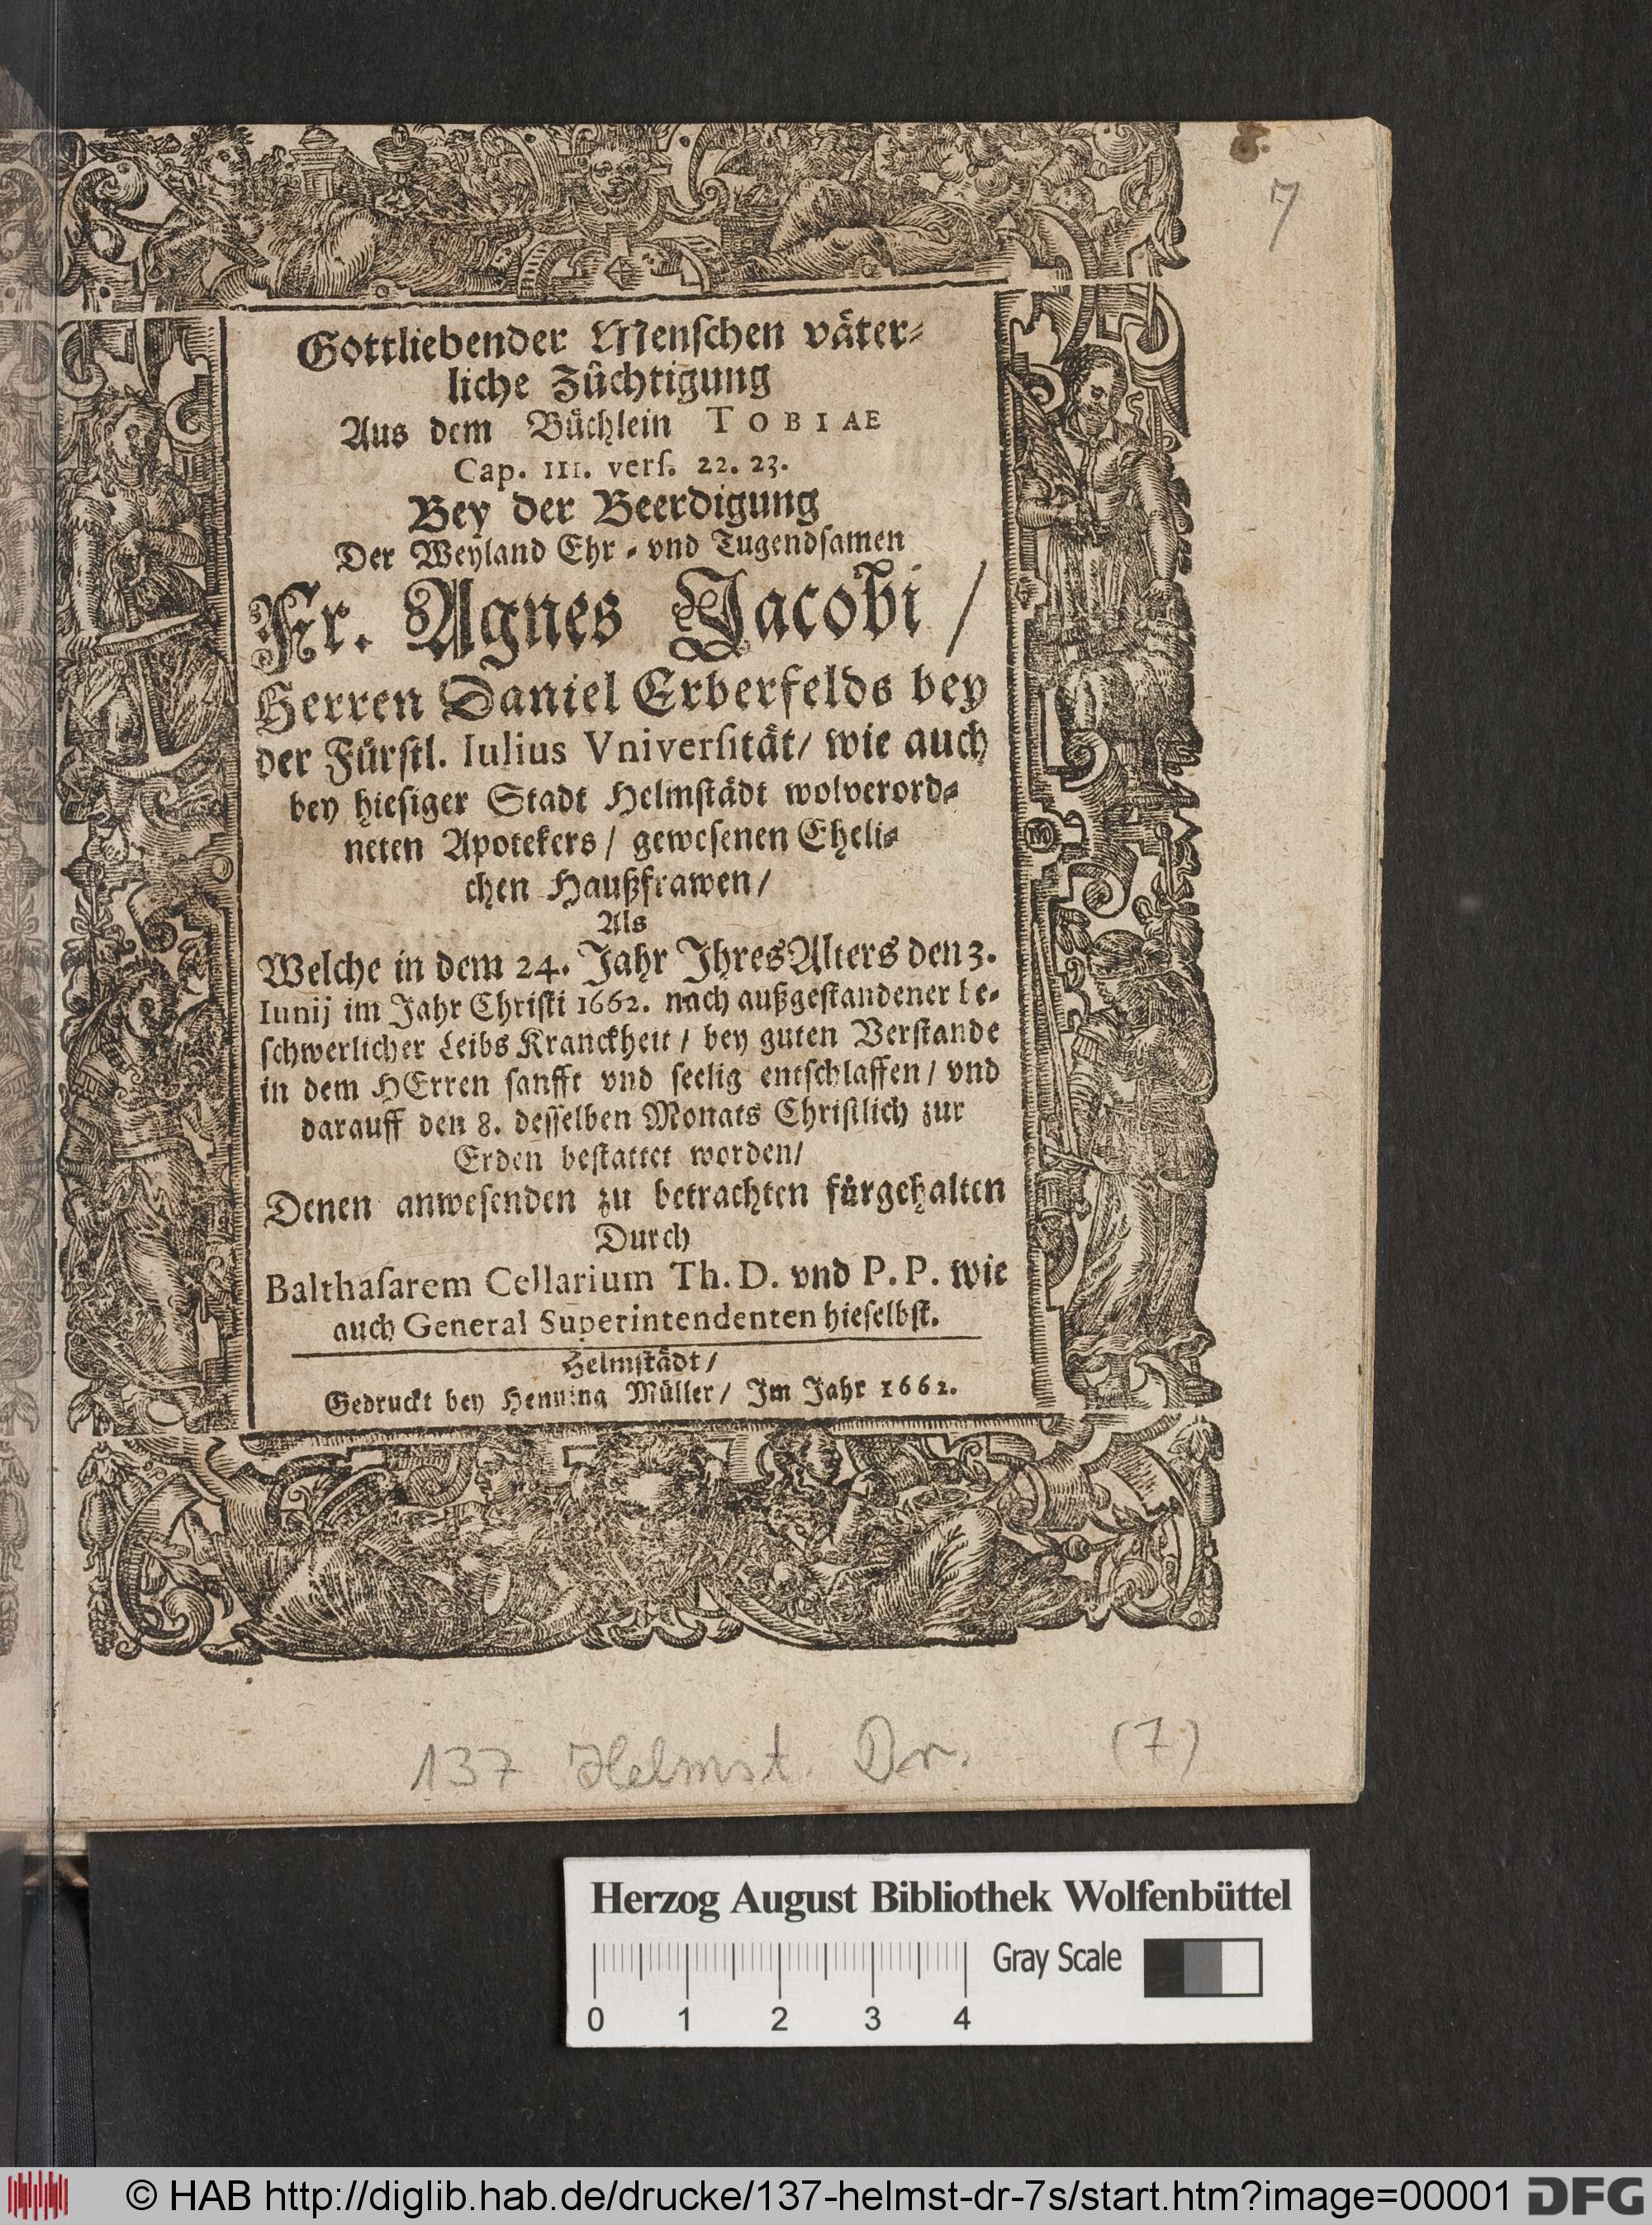 7
Gottliebender Menschen väter-
liche Züchtigung
Aus dem Büchlein TOBIAE
Cap. III. vers. 22. 23.
Bey der Beerdigung
Der Weyland Ehr- vnd Tugendsamen
Fr. Agnes Jacobi /
Herren Daniel Erberfelds bey
der Fürstl. Iulius Vniversität/ wie auch
bey hiesiger Stadt Helmstädt wolverord-
neten Apotekers / gewesenen Eheli-
chen Haußfrawen /
Als
Welche in dem 24. Jahr Ihres Alters den 3.
Iunij im Jahr Christi 1662. nach außgestandener be-
schwerlicher Leibs Kranckheit / bey guten Verstande
in dem HErren sanfft vnd seelig entschlaffen / vnd
darauff den 8. desselben Monats Christlich zur
Erden bestattet worden/
Denen anwesenden zu betrachten fürgehalten
Durch
Balthasarem Cellarium Th. D. vnd P. P. wie
auch General Superintendenten hieselbst.
Helmstädt /
Gedruckt bey Henning Müller / Im Jahr 1662.
137 Helmst. Dr. (7)
Herzog August Bibliothek Wolfenbüttel
Gray Scale
0 1 2 3 4
© HAB http://diglib.hab.de/drucke/137-helmst-dr-7s/start.htm?image=00001 DFG